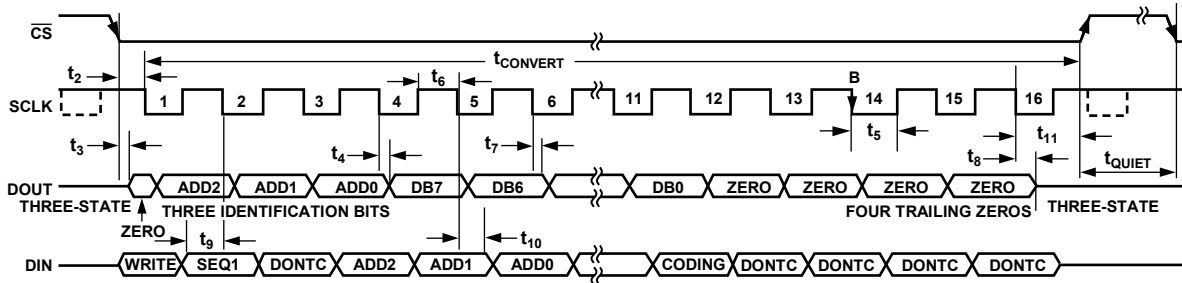 CS
t2
tCONVERT
t6
B
SCLK 1 2 3 4 5 6 11 12 13 14 15 16
t3
t4
t7
t5
t11
t8
tQUIET
DOUT ADD2 ADD1 ADD0 DB7 DB6 DB0 ZERO ZERO ZERO ZERO
THREE-STATE THREE IDENTIFICATION BITS FOUR TRAILING ZEROS THREE-STATE
ZERO
t9
t10
DIN WRITE SEQ1 DONTC ADD2 ADD1 ADD0 CODING DONTC DONTC DONTC DONTC